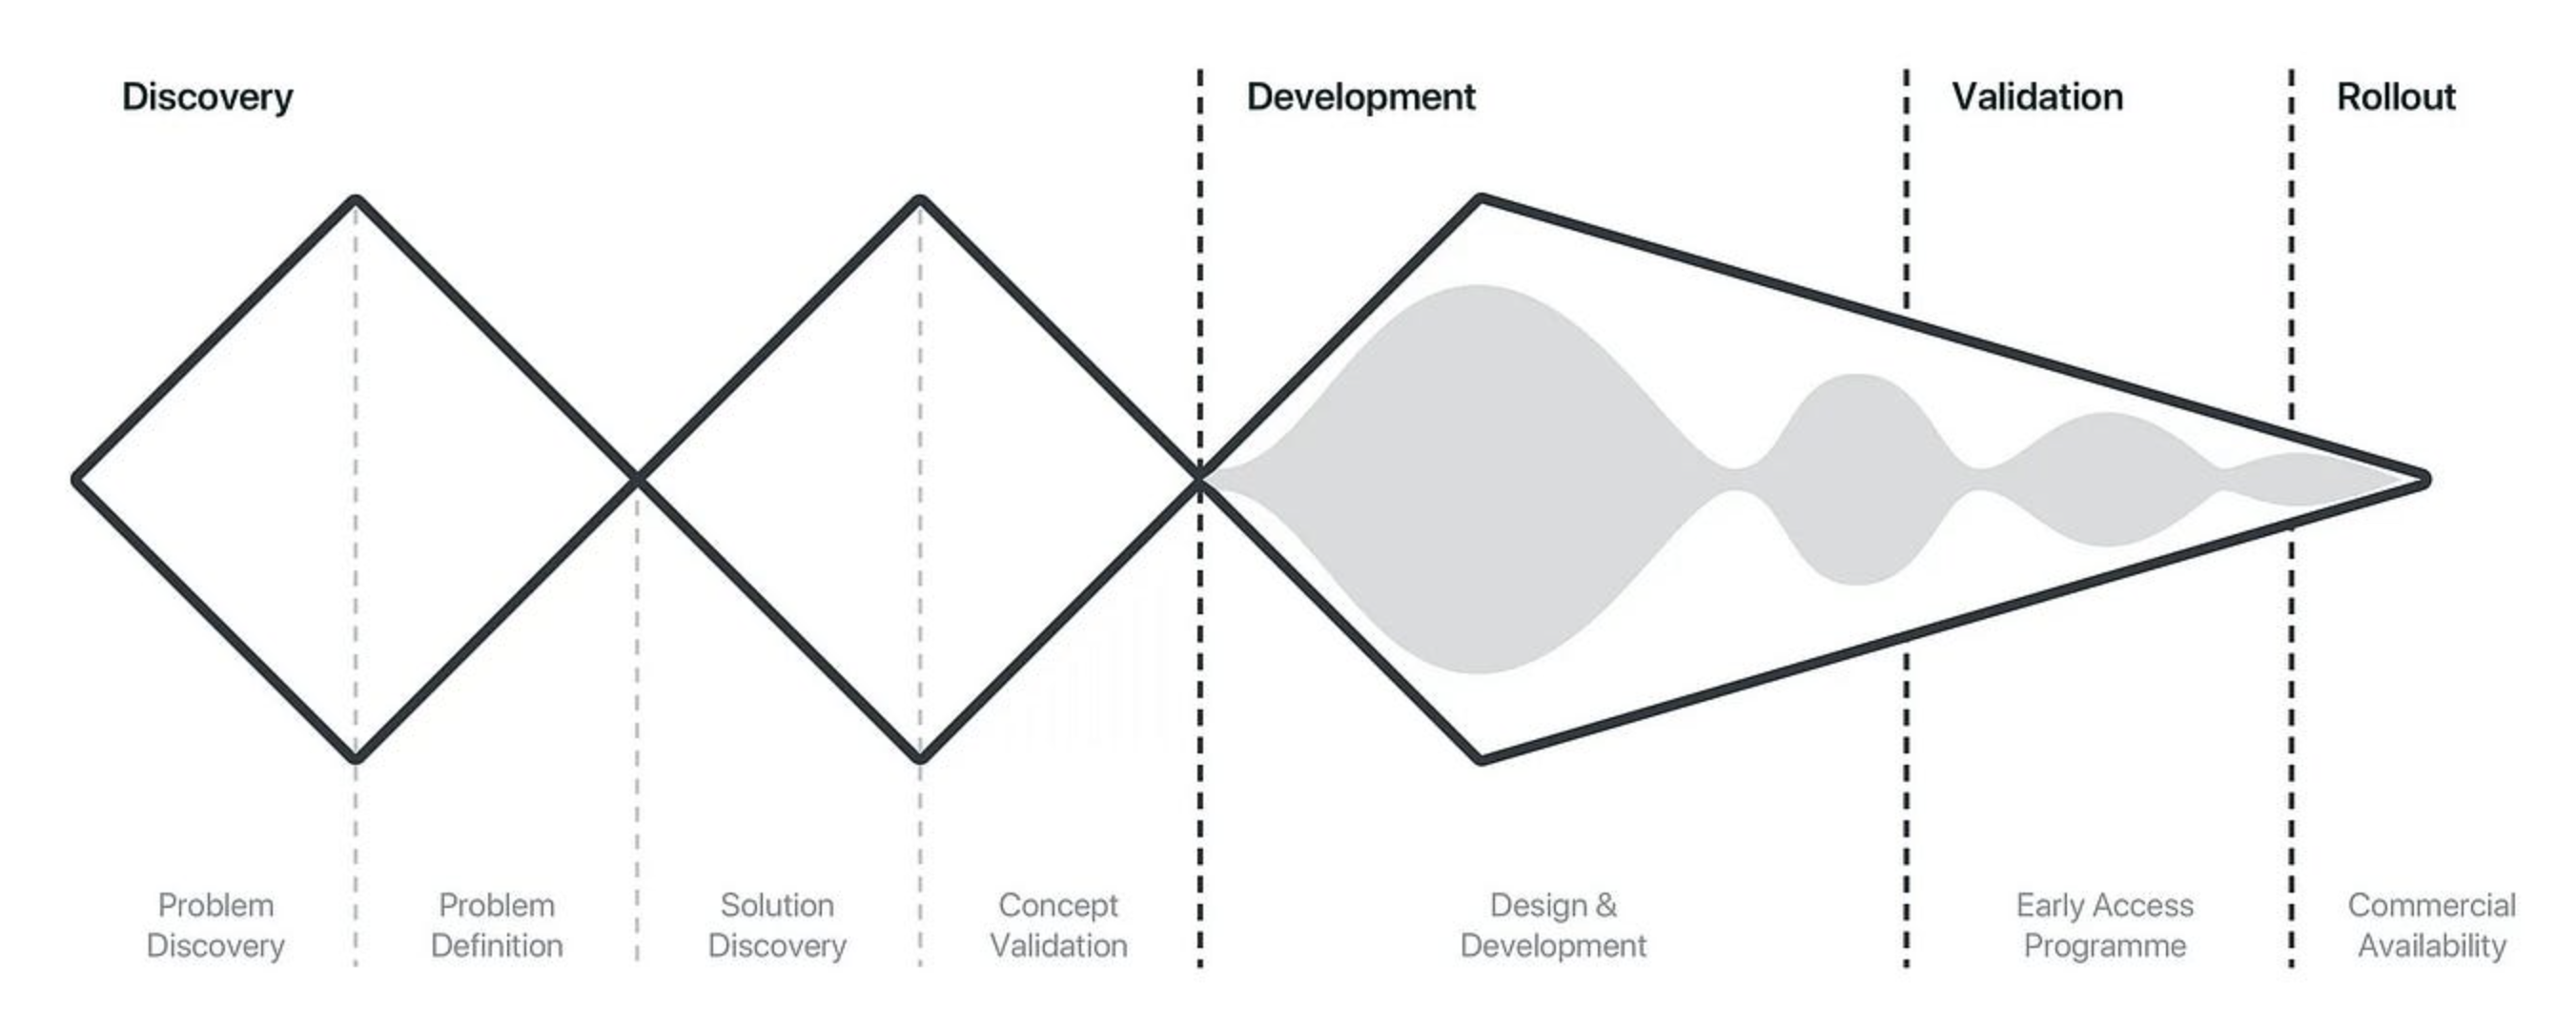 Discovery
Development
Validation
Rollout
Problem
Discovery
Problem
Definition
Solution
Discovery
Concept
Validation
Design &
Development
Early Access
Programme
Commercial
Availability